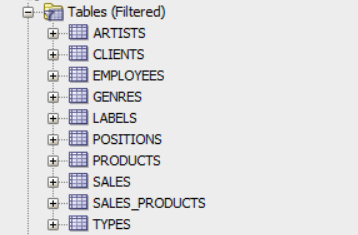 Tables (Filtered)
ARTISTS
CLIENTS
EMPLOYEES
GENRES
LABELS
POSITIONS
PRODUCTS
SALES
SALES_PRODUCTS
TYPES